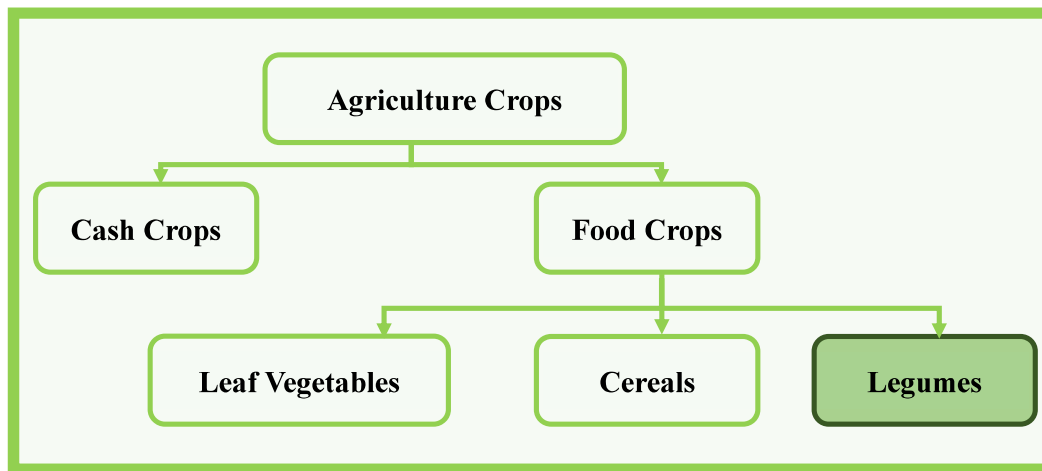 Agriculture Crops
Cash Crops
Food Crops
Leaf Vegetables
Cereals
Legumes